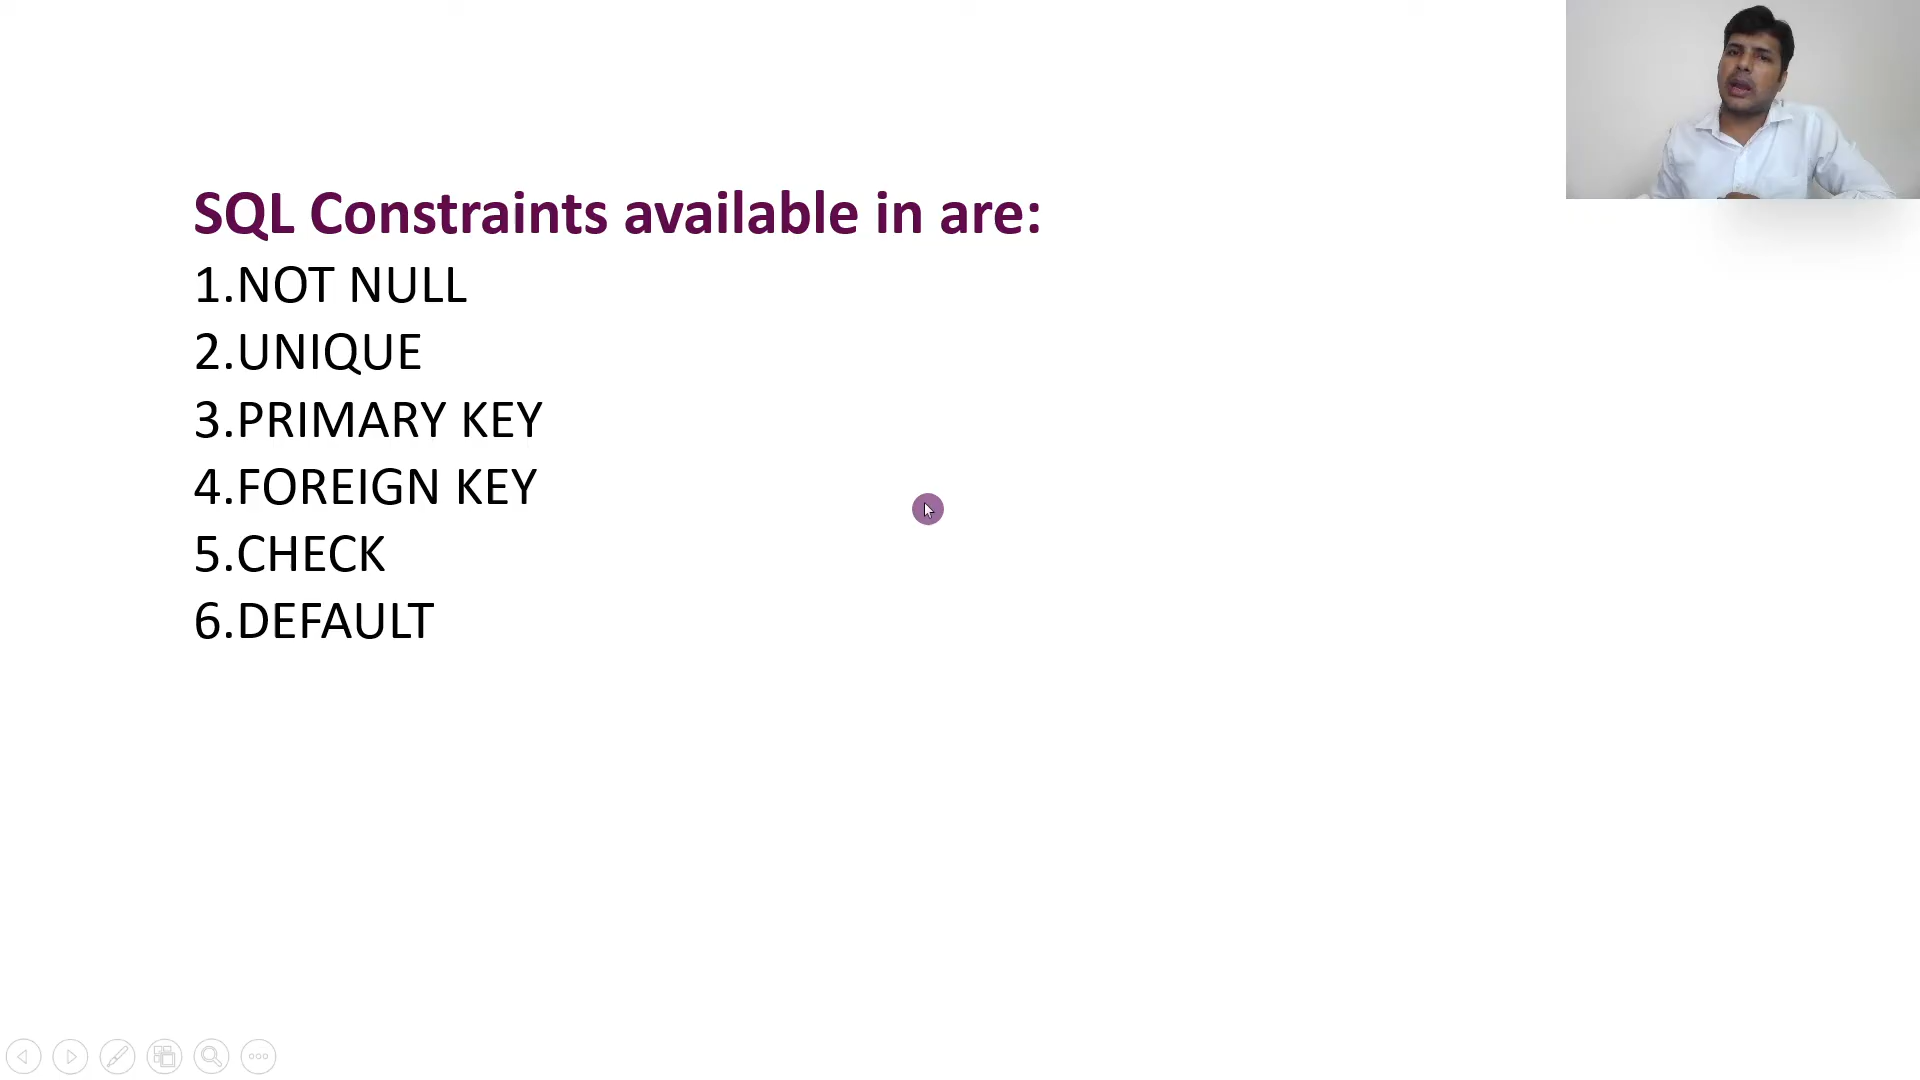 SQL Constraints available in are:
1.NOT NULL
2.UNIQUE
3.PRIMARY KEY
4.FOREIGN KEY
5.CHECK
6.DEFAULT